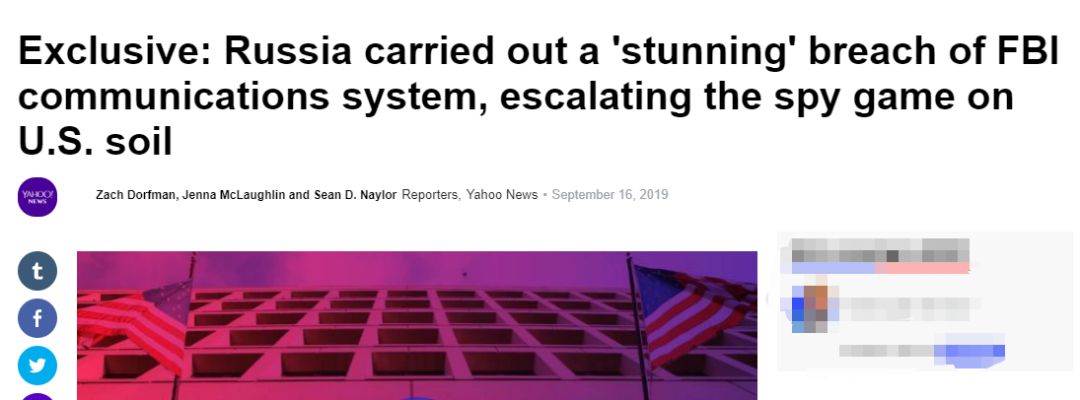 Exclusive: Russia carried out a 'stunning' breach of FBI
communications system, escalating the spy game on
U.S. soil
YAHOO!
NEWS
Zach Dorfman, Jenna McLaughlin and Sean D. Naylor Reporters, Yahoo News • September 16, 2019
t
f